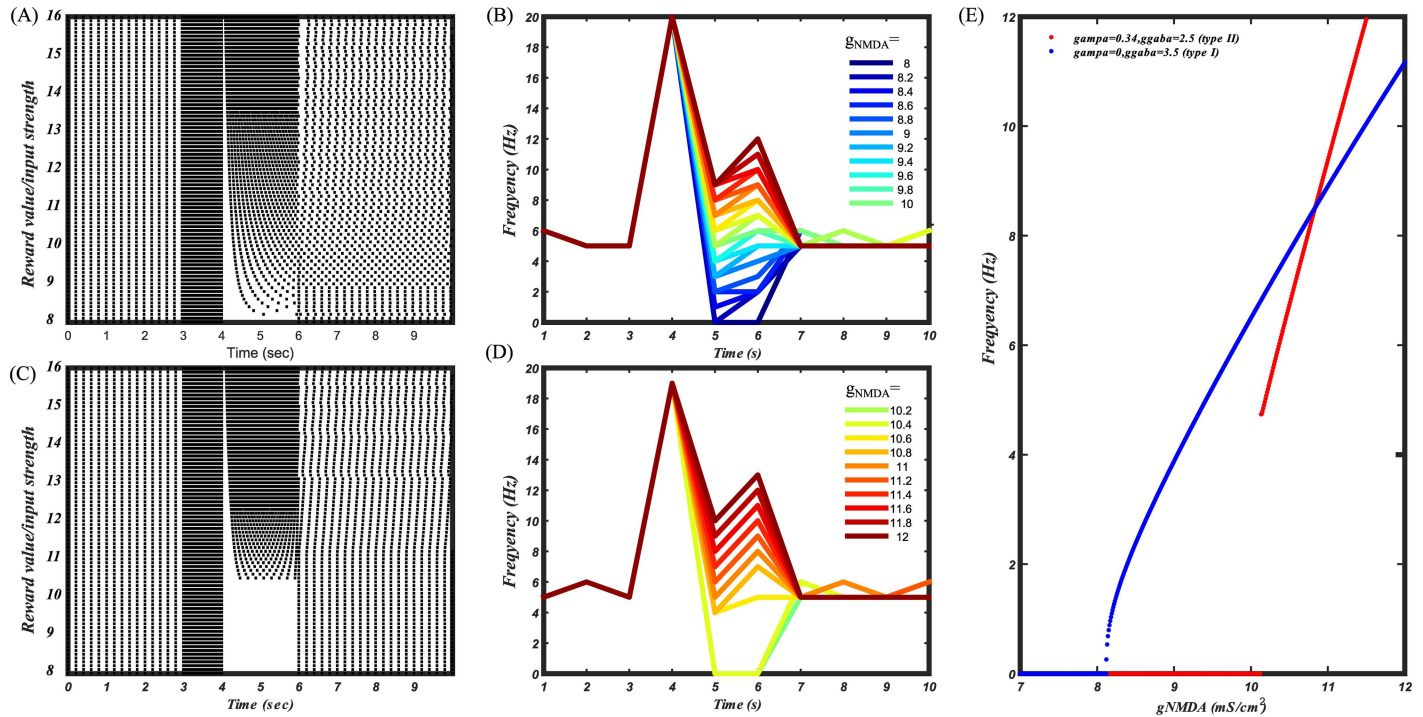 (A)
16
15
14
13
12
11
10
9
8
Reward value/input strength
0 1 2 3 4 5 6 7 8 9
Time (sec)
(B)
20
18
16
14
12
10
8
6
4
2
0
Freqyency (Hz)
gNMDA=
8
8.2
8.4
8.6
8.8
9
9.2
9.4
9.6
9.8
10
1 2 3 4 5 6 7 8 9 10
Time (s)
(C)
16
15
14
13
12
11
10
9
8
Reward value/input strength
0 1 2 3 4 5 6 7 8 9
Time (sec)
(D)
20
18
16
14
12
10
8
6
4
2
0
Freqyency (Hz)
gNMDA=
10.2
10.4
10.6
10.8
11
11.2
11.4
11.6
11.8
12
1 2 3 4 5 6 7 8 9 10
Time (s)
(E)
12
10
8
6
4
2
0
Freqyency (Hz)
gampa=0.34,ggaba=2.5 (type II)
gampa=0,ggaba=3.5 (type I)
7 8 9 10 11 12
gNMDA (mS/cm²)